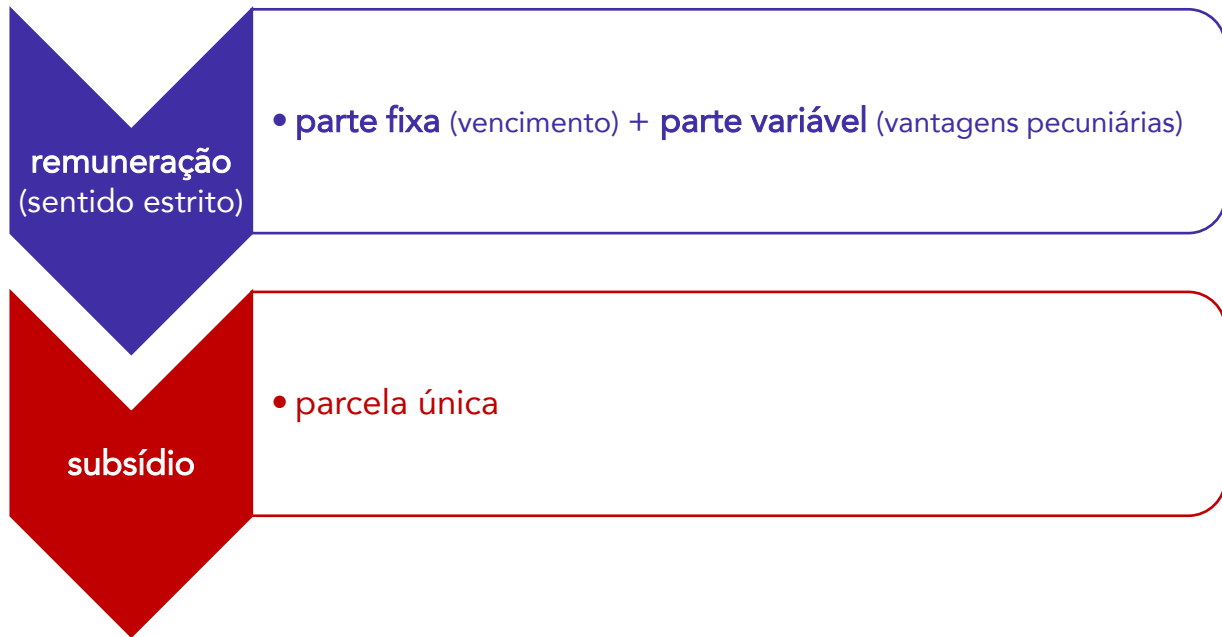 remuneração
(sentido estrito)
• parte fixa (vencimento) + parte variável (vantagens pecuniárias)
subsídio
• parcela única